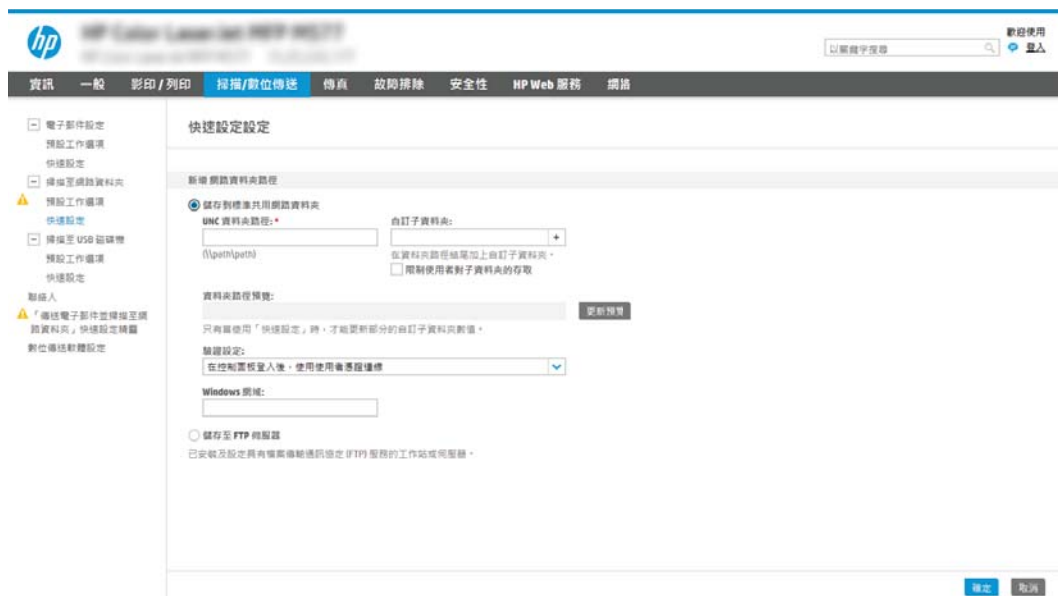 hp
HP Color LaserJet MFP M577
歡迎使用
以關鍵字搜尋
登入
資訊 一般 影印 / 列印 掃描/數位傳送 傳真 故障排除 安全性 HP Web 服務 網路
電子郵件設定
預設工作選項
快速設定
掃描至網路資料夾
預設工作選項
快速設定
掃描至 USB 磁碟機
預設工作選項
快速設定
聯絡人
「傳送電子郵件並掃描至網
路資料夾」快速設定精靈
數位傳送軟體設定
快速設定設定
新增網路資料夾路徑
儲存到標準共用網路資料夾
UNC 資料夾路徑:*
自訂子資料夾:
+
(\\path\path)
在資料夾路徑結尾加上自訂子資料夾。
限制使用者對子資料夾的存取
資料夾路徑預覽:
更新預覽
只有當使用「快速設定」時，才能更新部分的自訂子資料夾數值。
驗證設定:
在控制面板登入後，使用使用者憑證連線
Windows 網域:
儲存至 FTP 伺服器
已安裝及設定具有檔案傳輸通訊協定 (FTP) 服務的工作站或伺服器。
確定
取消